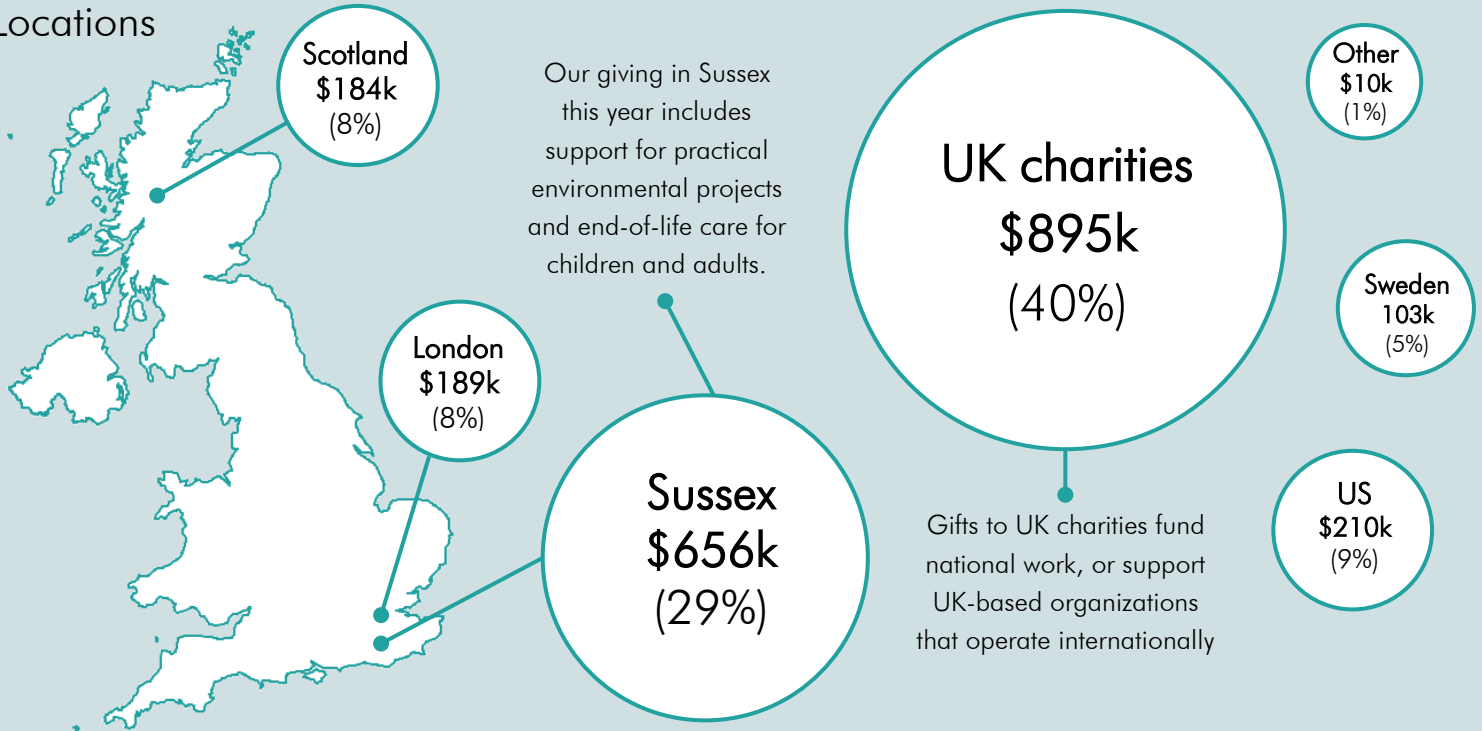 Locations
Scotland
$184k
(8%)
Our giving in Sussex
this year includes
support for practical
environmental projects
and end-of-life care for
children and adults.
London
$189k
(8%)
Sussex
$656k
(29%)
UK charities
$895k
(40%)
Gifts to UK charities fund
national work, or support
UK-based organizations
that operate internationally
Other
$10k
(1%)
Sweden
103k
(5%)
US
$210k
(9%)